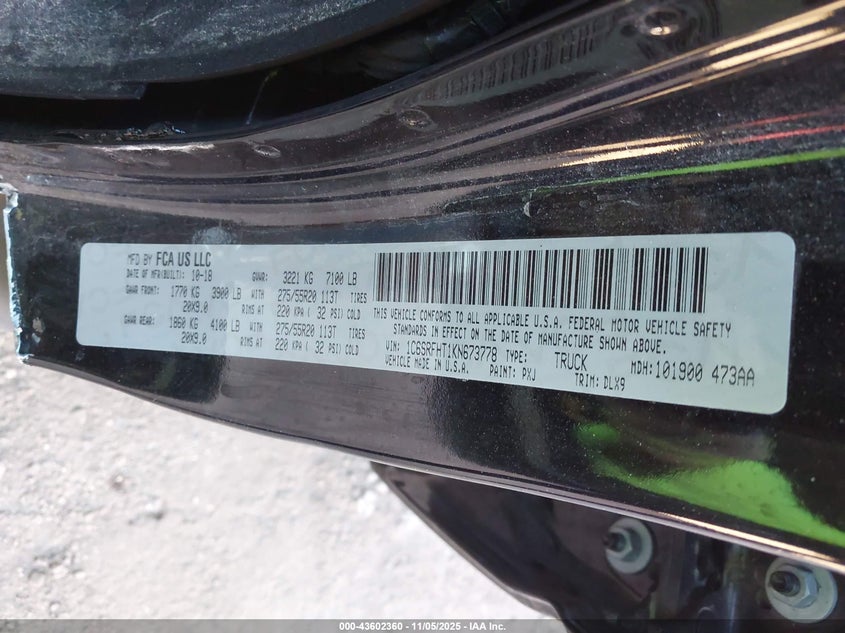 MFD BY FCA US LLC
DATE OF MFR(BUILT): 10-18 GVWR: 3221 KG 7100 LB
GAWR FRONT: 1770 KG 3900 LB WITH 275/55R20 113T TIRES
20X9.0 RIMS AT 220 KPA ( 32 PSI) COLD
GAWR REAR: 1860 KG 4100 LB WITH 275/55R20 113T TIRES
20X9.0 RIMS AT 220 KPA ( 32 PSI) COLD
THIS VEHICLE CONFORMS TO ALL APPLICABLE U.S.A. FEDERAL MOTOR VEHICLE SAFETY
STANDARDS IN EFFECT ON THE DATE OF MANUFACTURE SHOWN ABOVE.
VIN: 1C6SRFHT1KN673778 TYPE: TRUCK MDH: 101900 473AA
VEHICLE MADE IN U.S.A. PAINT: PXJ TRIM: DLX9
000-43602360 - 11/05/2025 - IAA Inc.